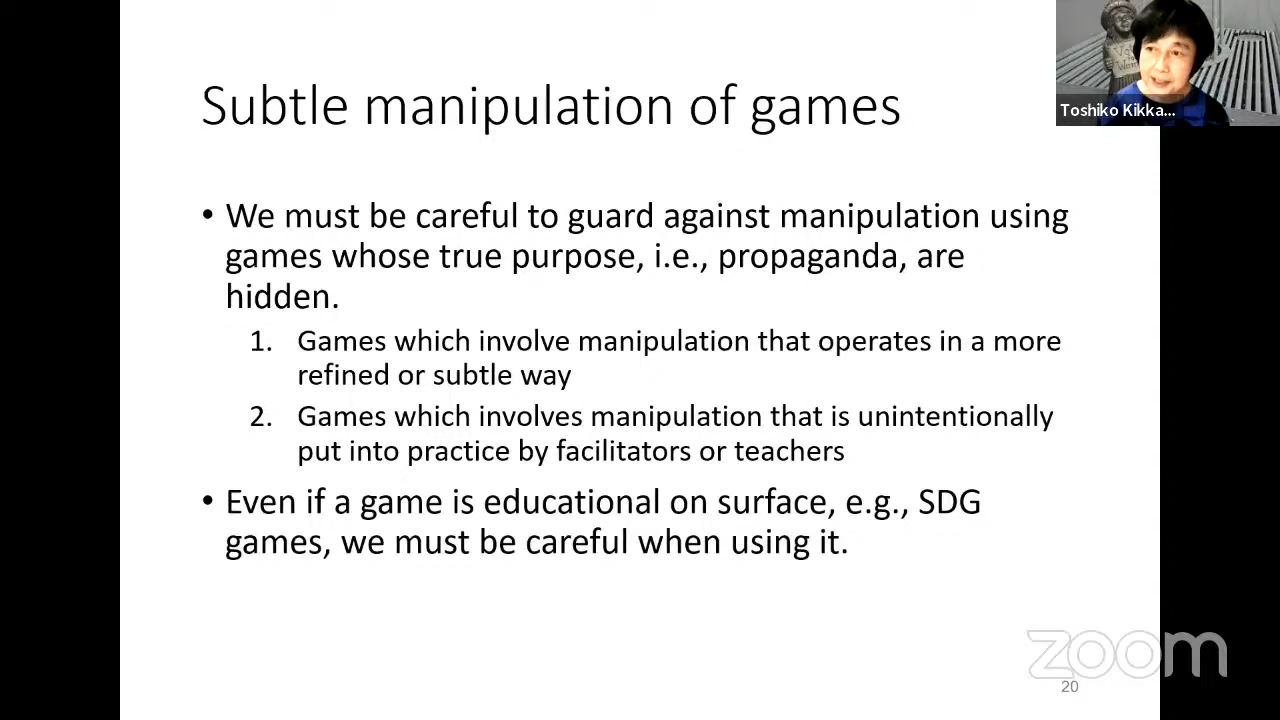 Toshiko Kikka...
Subtle manipulation of games
• We must be careful to guard against manipulation using
games whose true purpose, i.e., propaganda, are
hidden.
1. Games which involve manipulation that operates in a more
refined or subtle way
2. Games which involves manipulation that is unintentionally
put into practice by facilitators or teachers
• Even if a game is educational on surface, e.g., SDG
games, we must be careful when using it.
zoom
20